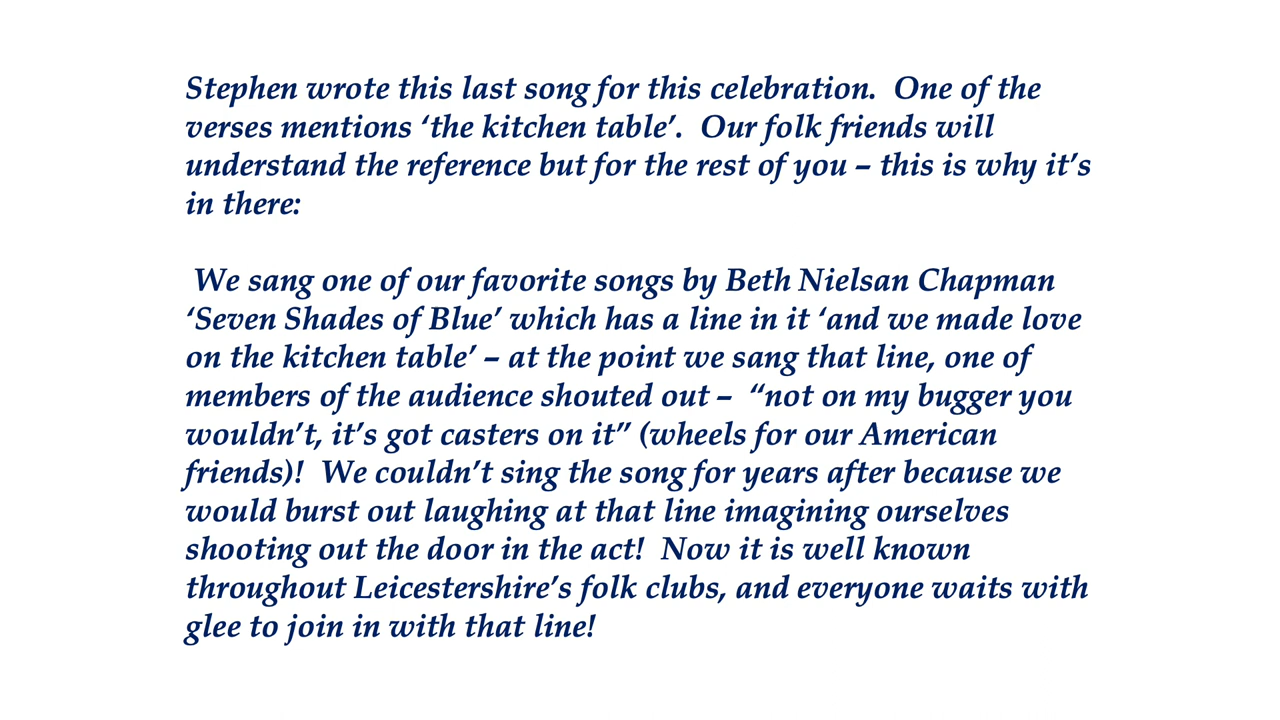 Stephen wrote this last song for this celebration.  One of the
verses mentions ‘the kitchen table’.  Our folk friends will
understand the reference but for the rest of you – this is why it’s
in there:
We sang one of our favorite songs by Beth Nielsan Chapman
‘Seven Shades of Blue’ which has a line in it ‘and we made love
on the kitchen table’ – at the point we sang that line, one of
members of the audience shouted out –  “not on my bugger you
wouldn’t, it’s got casters on it” (wheels for our American
friends)!  We couldn’t sing the song for years after because we
would burst out laughing at that line imagining ourselves
shooting out the door in the act!  Now it is well known
throughout Leicestershire’s folk clubs, and everyone waits with
glee to join in with that line!